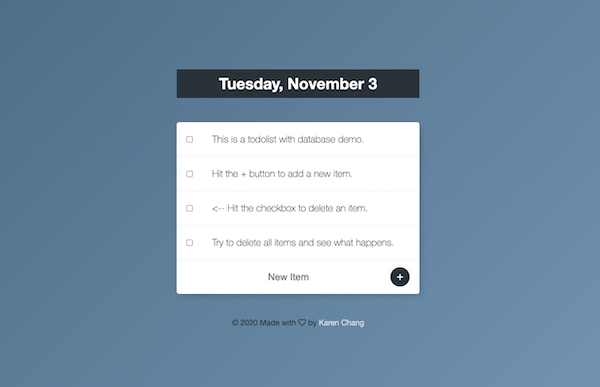 Tuesday, November 3
This is a todolist with database demo.
Hit the + button to add a new item.
<-- Hit the checkbox to delete an item.
Try to delete all items and see what happens.
New Item +
© 2020 Made with ♡ by Karen Chang